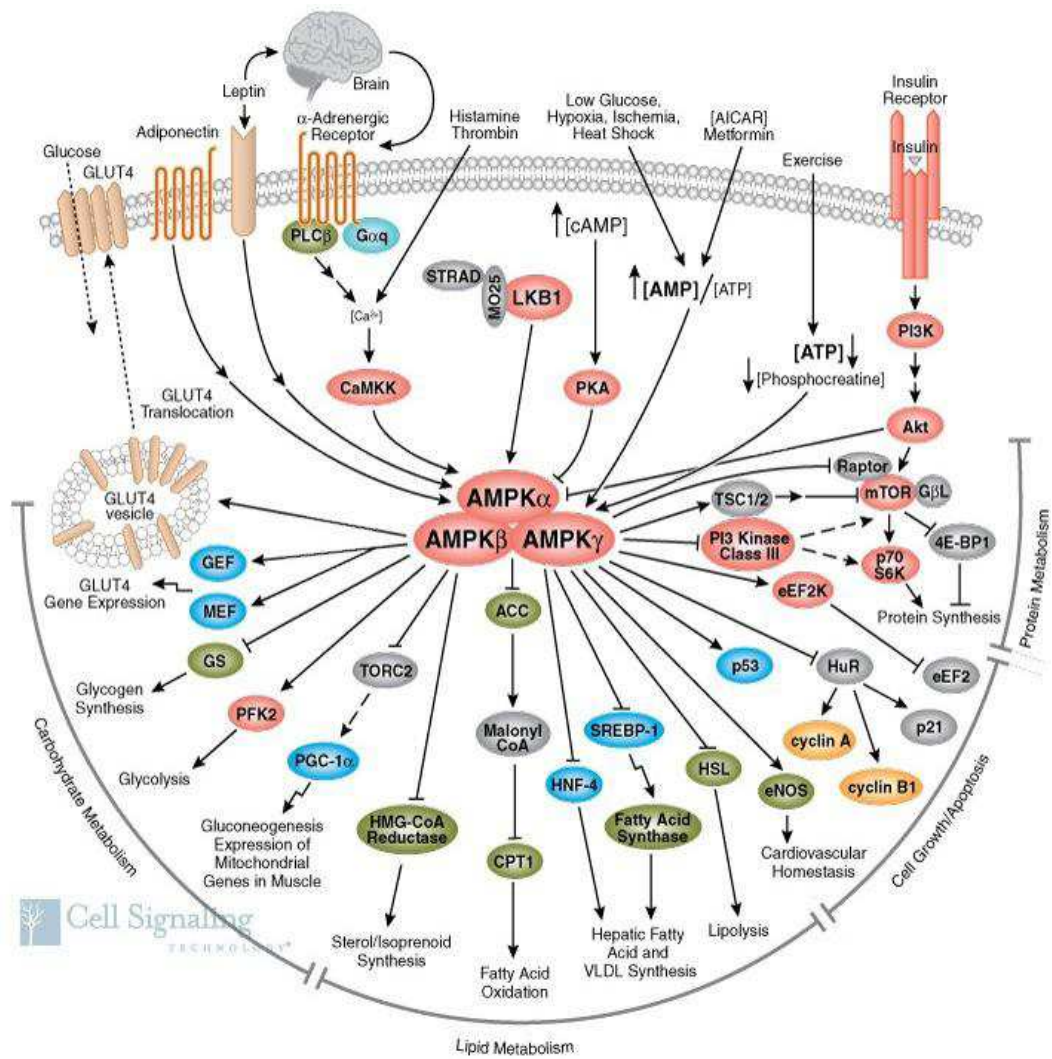 Brain
Leptin
α-Adrenergic
Receptor
Adiponectin
Glucose
GLUT4
Histamine
Thrombin
Low Glucose,
Hypoxia, Ischemia,
Heat Shock
[AICAR]
Metformin
Exercise
Insulin
Receptor
Insulin
PLCβ
Gαq
[cAMP]
STRAD
MO25
LKB1
[AMP]/[ATP]
[Ca2+]
[ATP]
[Phosphocreatine]
PI3K
CaMKK
PKA
Akt
GLUT4
Translocation
GLUT4
vesicle
AMPKα
AMPKβ
AMPKγ
Raptor
mTOR
GβL
TSC1/2
PI3 Kinase
Class III
4E-BP1
p70
S6K
eEF2K
Protein Synthesis
GEF
GLUT4
Gene Expression
MEF
GS
Glycogen
Synthesis
PFK2
Glycolysis
TORC2
PGC-1α
Gluconeogenesis
Expression of
Mitochondrial
Genes in Muscle
HMG-CoA
Reductase
Sterol/Isoprenoid
Synthesis
ACC
Malonyl
CoA
CPT1
Fatty Acid
Oxidation
HNF-4
SREBP-1
Fatty Acid
Synthase
Hepatic Fatty
Acid and
VLDL Synthesis
HSL
Lipolysis
p53
eNOS
Cardiovascular
Homestasis
HuR
cyclin A
cyclin B1
p21
eEF2
Carbohydrate Metabolism
Lipid Metabolism
Cell Growth/Apoptosis
Protein Metabolism
Cell Signaling
TECHNOLOGY®